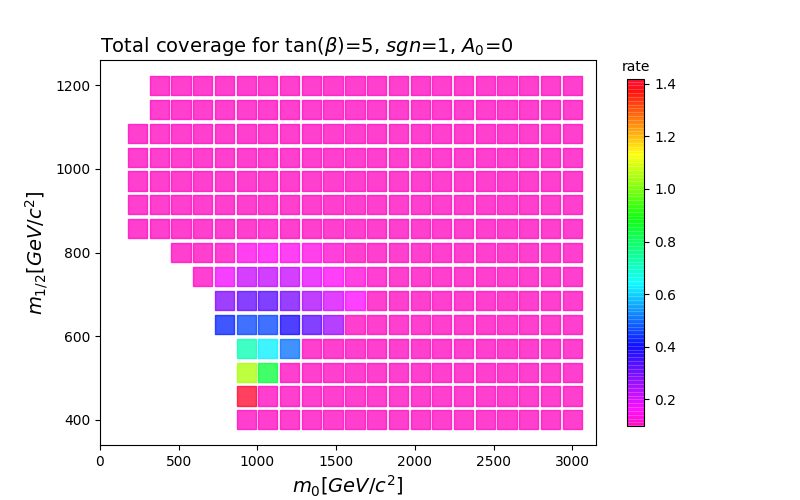 Total coverage for tan(β)=5, sgn=1, A₀=0
rate
1200
1000
800
600
400
m₁/₂[GeV/c²]
0 500 1000 1500 2000 2500 3000
m₀[GeV/c²]
1.4
1.2
1.0
0.8
0.6
0.4
0.2